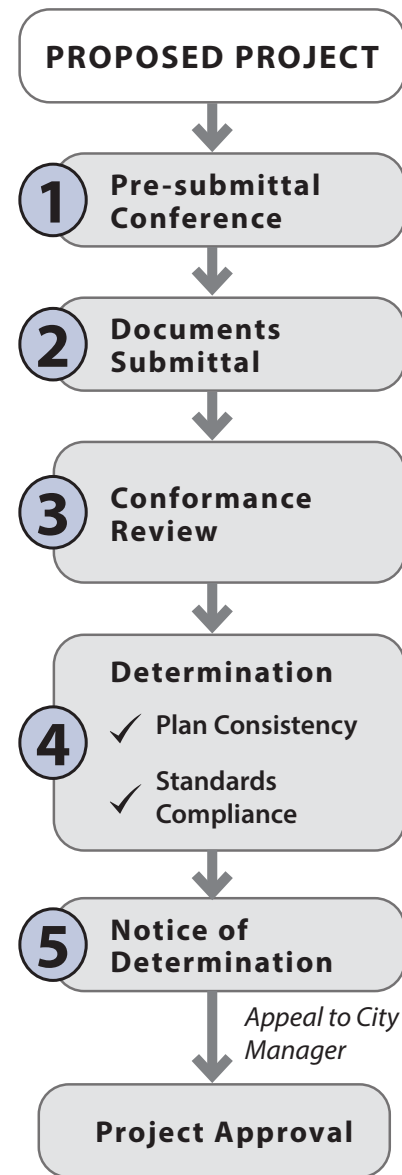 PROPOSED PROJECT
1
Pre-submittal
Conference
2
Documents
Submittal
3
Conformance
Review
4
Determination
✓ Plan Consistency
✓ Standards
Compliance
5
Notice of
Determination
Appeal to City
Manager
Project Approval